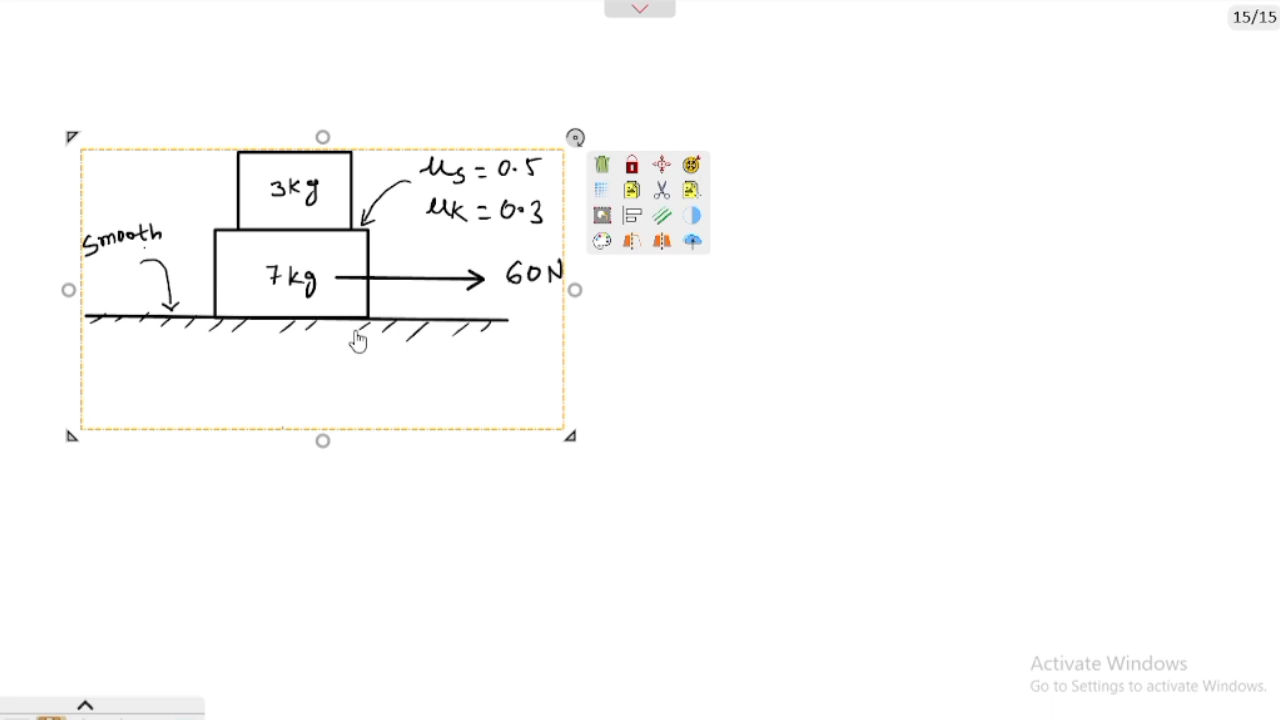 15/15
3kg
μs = 0.5
μk = 0.3
smooth
7kg
60N
Activate Windows
Go to Settings to activate Windows.